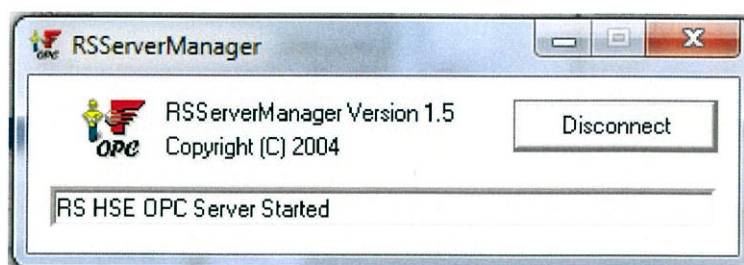 RSServerManager
RSServerManager Version 1.5
Copyright (C) 2004
Disconnect
OPC
RS HSE OPC Server Started